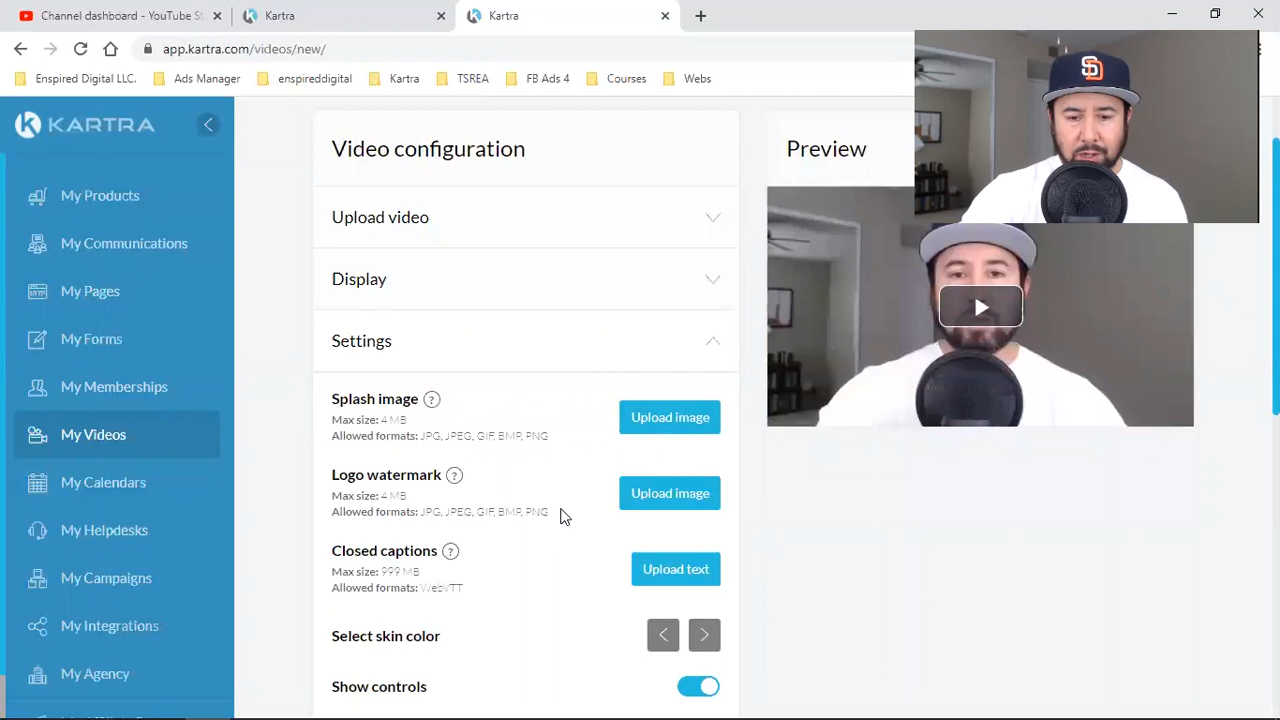 Channel dashboard - YouTube St
Kartra
Kartra
app.kartra.com/videos/new/
Enspired Digital LLC.
Ads Manager
enspireddigital
Kartra
TSREA
FB Ads 4
Courses
Webs
SD
KARTRA
My Products
My Communications
My Pages
My Forms
My Memberships
My Videos
My Calendars
My Helpdesks
My Campaigns
My Integrations
My Agency
Video configuration
Upload video
Display
Settings
Splash image ?
Max size: 4 MB
Allowed formats: JPG, JPEG, GIF, BMP, PNG
Upload image
Logo watermark ?
Max size: 4 MB
Allowed formats: JPG, JPEG, GIF, BMP, PNG
Upload image
Closed captions ?
Max size: 999 MB
Allowed formats: WebVTT
Upload text
Select skin color
Show controls
Preview